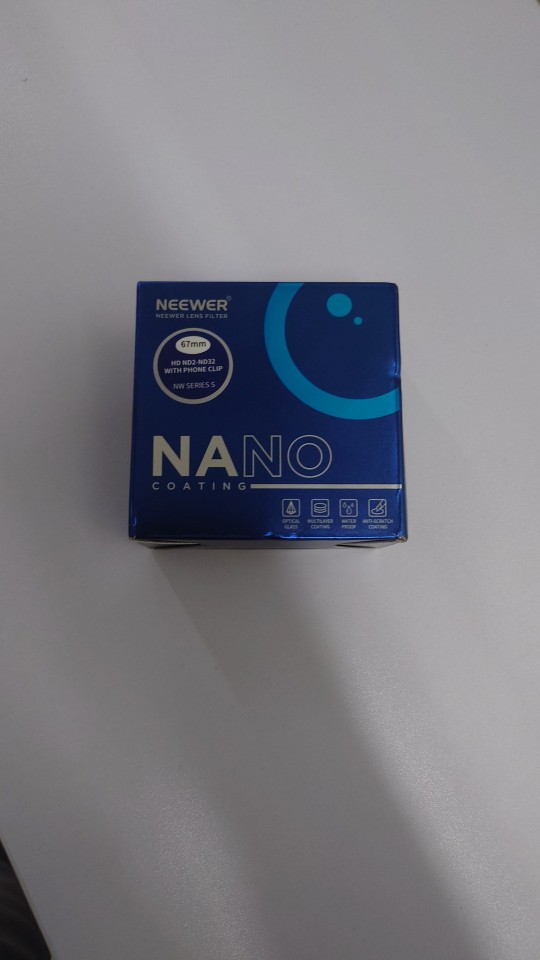 NEEWER®
NEEWER LENS FILTER
67mm
HD ND2-ND32
WITH PHONE CLIP
NW SERIES S
NANO
COATING
OPTICAL GLASS
MULTILAYER COATING
WATER PROOF
ANTI-SCRATCH COATING